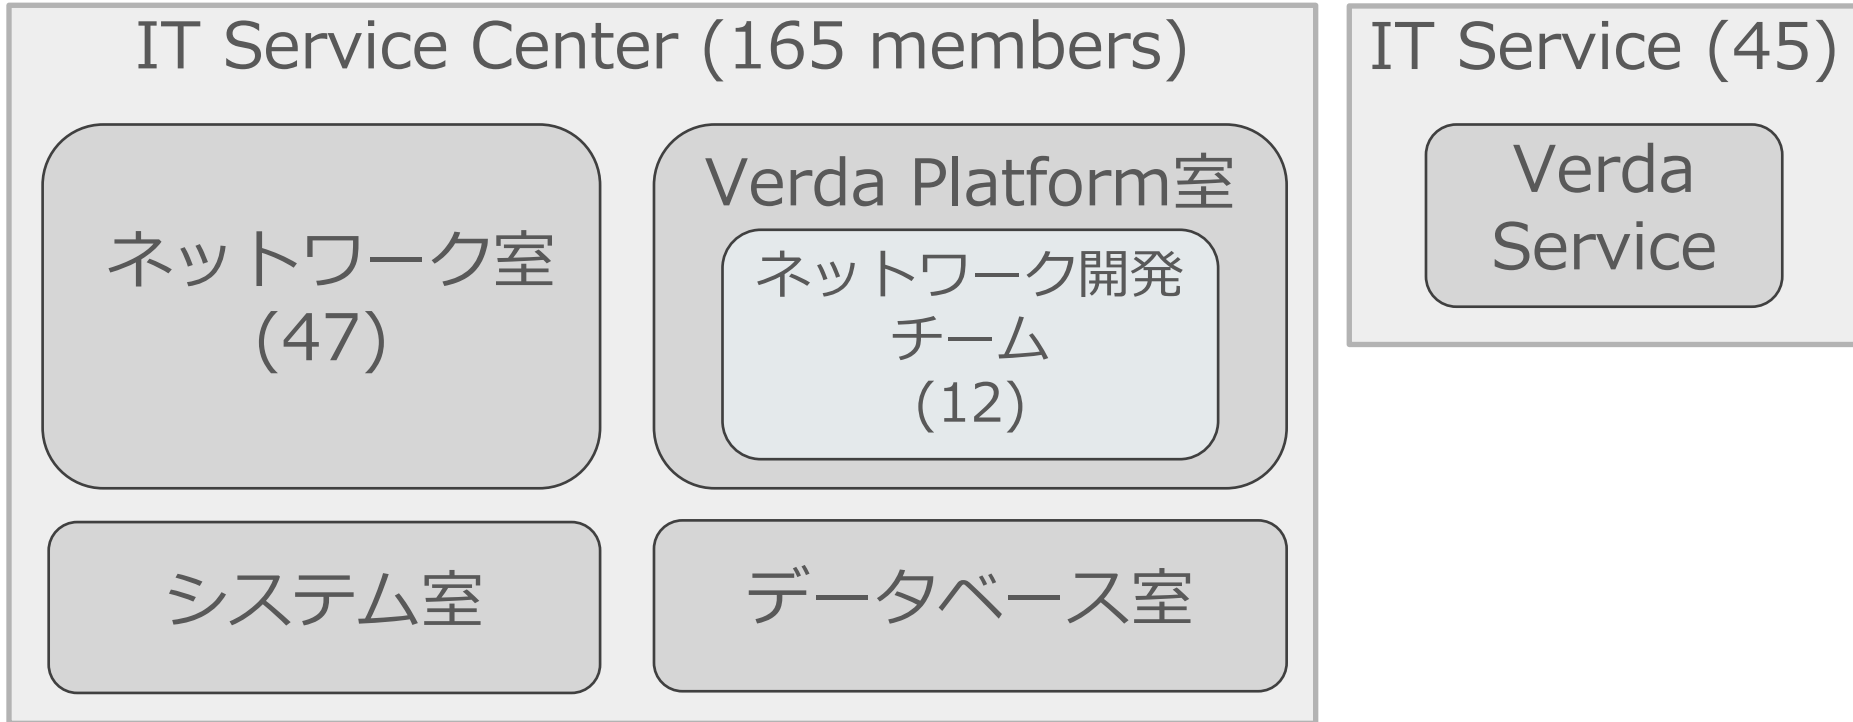 IT Service Center (165 members)
ネットワーク室
(47)
Verda Platform室
ネットワーク開発
チーム
(12)
システム室
データベース室
IT Service (45)
Verda
Service